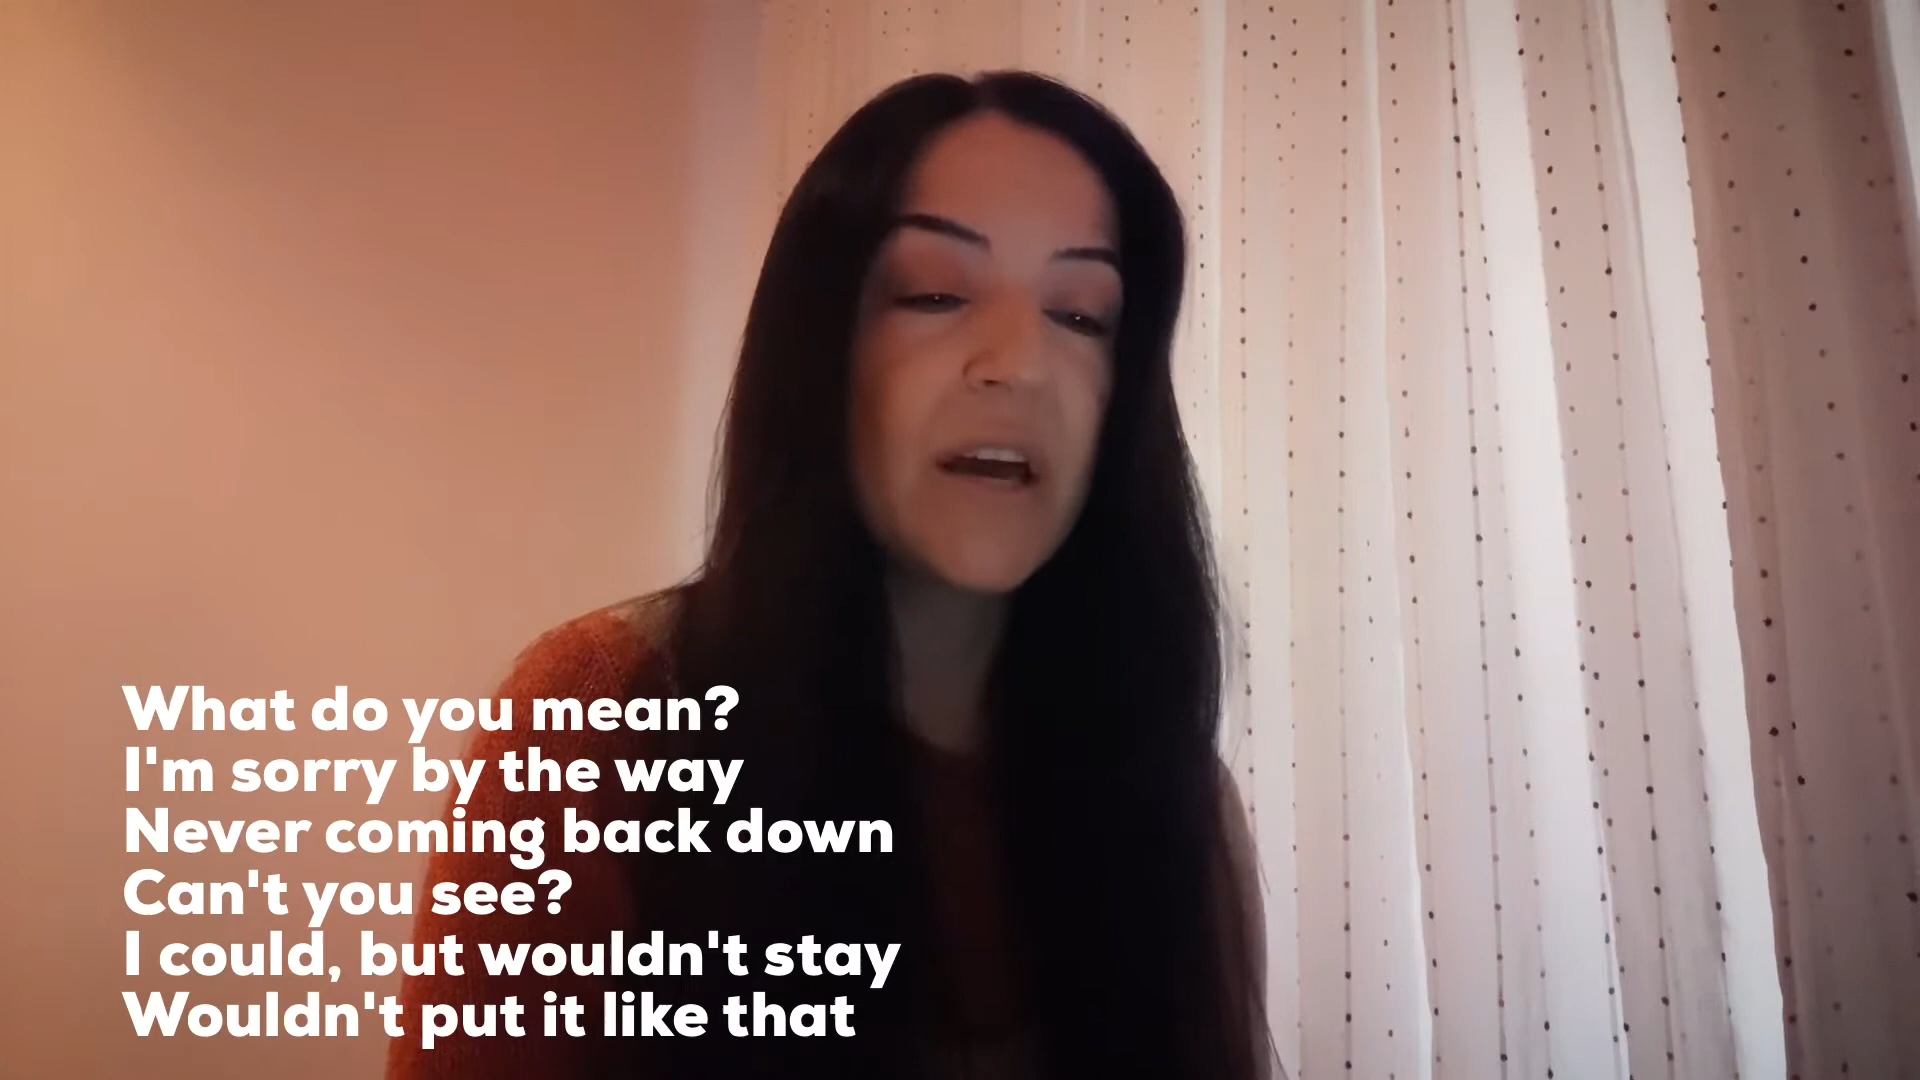 What do you mean?
I'm sorry by the way
Never coming back down
Can't you see?
I could, but wouldn't stay
Wouldn't put it like that